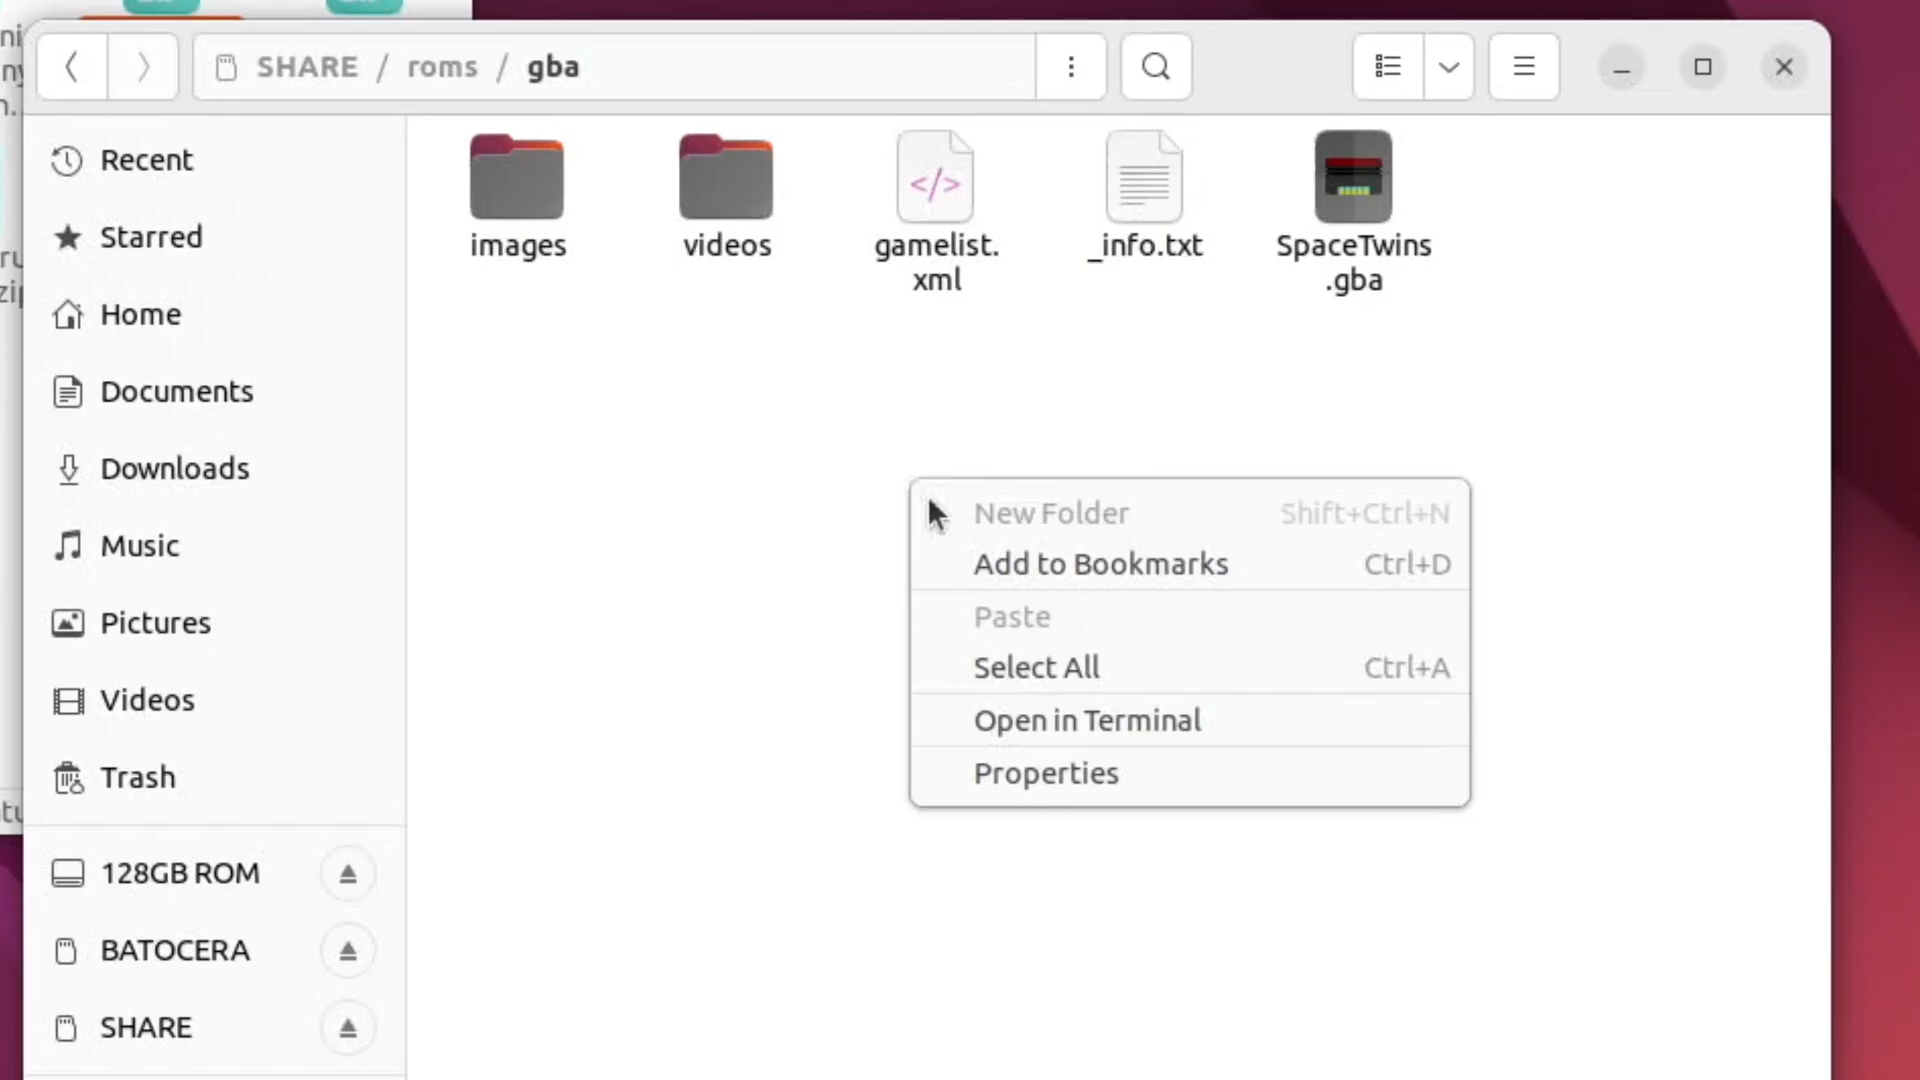 SHARE / roms / gba
Recent
Starred
Home
Documents
Downloads
Music
Pictures
Videos
Trash
128GB ROM
BATOCERA
SHARE
images
videos
gamelist.
xml
_info.txt
SpaceTwins
.gba
New Folder Shift+Ctrl+N
Add to Bookmarks Ctrl+D
Paste
Select All Ctrl+A
Open in Terminal
Properties